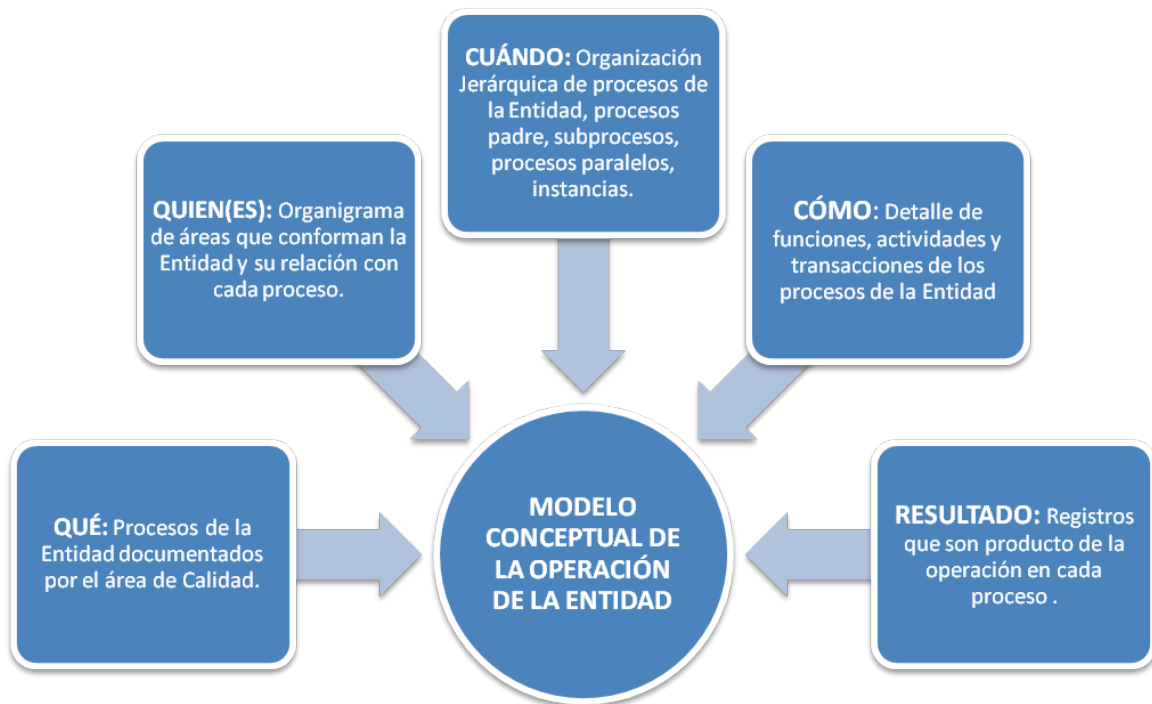 CUÁNDO: Organización
Jerárquica de procesos de
la Entidad, procesos
padre, subprocesos,
procesos paralelos,
instancias.
QUIEN(ES): Organigrama
de áreas que conforman la
Entidad y su relación con
cada proceso.
CÓMO: Detalle de
funciones, actividades y
transacciones de los
procesos de la Entidad
QUÉ: Procesos de la
Entidad documentados
por el área de Calidad.
MODELO
CONCEPTUAL DE
LA OPERACIÓN
DE LA ENTIDAD
RESULTADO: Registros
que son producto de la
operación en cada
proceso .